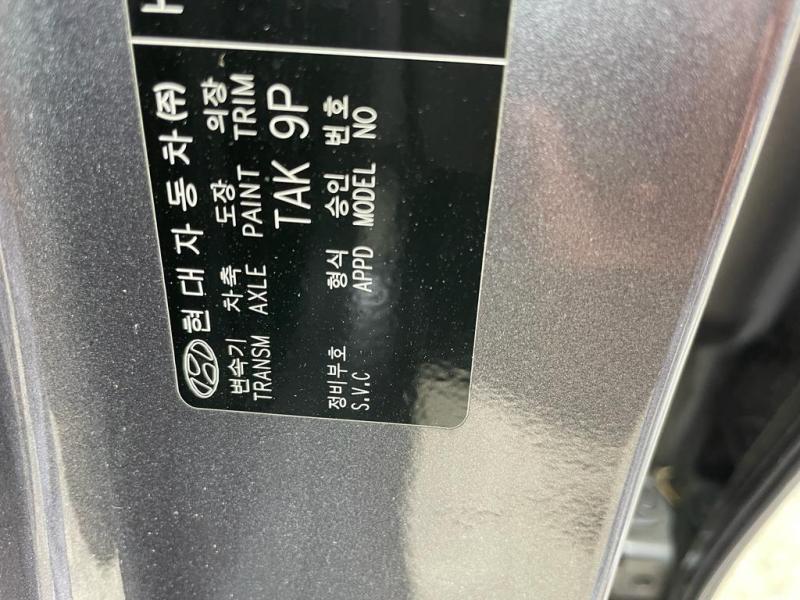 현대자동차(주)
변속기 차축 도장 의장
TRANSM AXLE PAINT TRIM
TAK 9P
정비부호 형식 승인 번호
S.V.C APPD MODEL NO